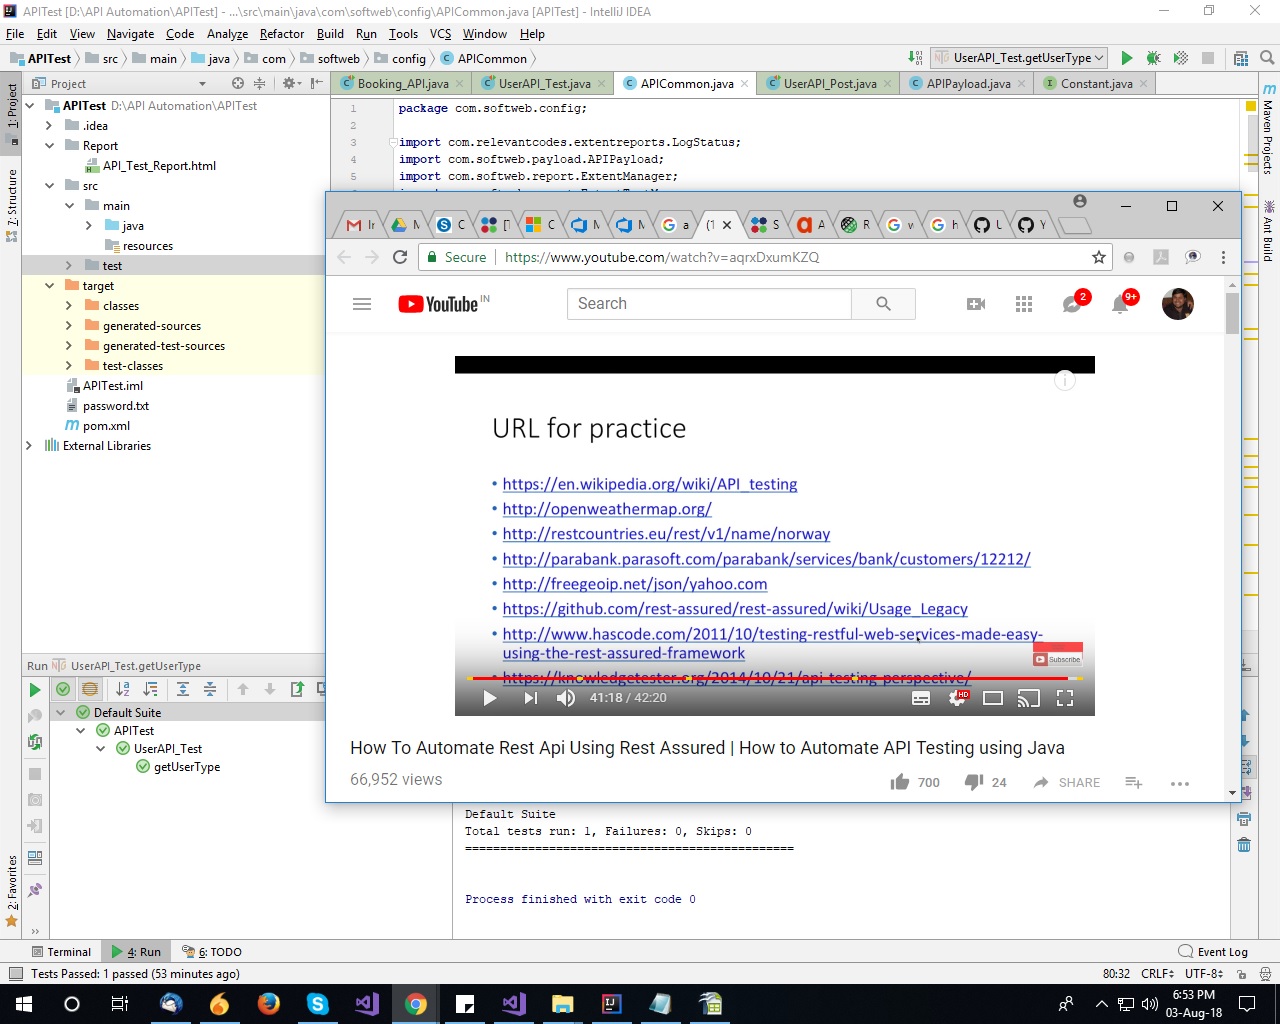 APITest [D:\API Automation\APITest] - ...\src\main\java\com\softweb\config\APICommon.java [APITest] - IntelliJ IDEA
File Edit View Navigate Code Analyze Refactor Build Run Tools VCS Window Help
APITest src main java com softweb config APICommon
UserAPI_Test.getUserType
Project
Booking_API.java UserAPI_Test.java APICommon.java UserAPI_Post.java APIPayload.java Constant.java
1: Project
7: Structure
2: Favorites
Maven Projects
Ant Build
APITest D:\API Automation\APITest
.idea
Report
API_Test_Report.html
src
main
java
resources
test
target
classes
generated-sources
generated-test-sources
test-classes
APITest.iml
password.txt
pom.xml
External Libraries
1 package com.softweb.config;
2
3 import com.relevantcodes.extentreports.LogStatus;
4 import com.softweb.payload.APIPayload;
5 import com.softweb.report.ExtentManager;
Secure https://www.youtube.com/watch?v=aqrxDxumKZQ
YouTube IN
Search
2
9+
URL for practice
• https://en.wikipedia.org/wiki/API_testing
• http://openweathermap.org/
• http://restcountries.eu/rest/v1/name/norway
• http://parabank.parasoft.com/parabank/services/bank/customers/12212/
• http://freegeoip.net/json/yahoo.com
• https://github.com/rest-assured/rest-assured/wiki/Usage_Legacy
• http://www.hascode.com/2011/10/testing-restful-web-services-made-easy-
using-the-rest-assured-framework
• https://knowledgetester.org/2014/10/21/api-testing-perspective/
Subscribe
41:18 / 42:20
HD
How To Automate Rest Api Using Rest Assured | How to Automate API Testing using Java
66,952 views
700 24 SHARE
Run UserAPI_Test.getUserType
Default Suite
APITest
UserAPI_Test
getUserType
Default Suite
Total tests run: 1, Failures: 0, Skips: 0
===============================================
Process finished with exit code 0
Terminal 4: Run 6: TODO
Event Log
Tests Passed: 1 passed (53 minutes ago)
80:32 CRLF UTF-8
6:53 PM
03-Aug-18